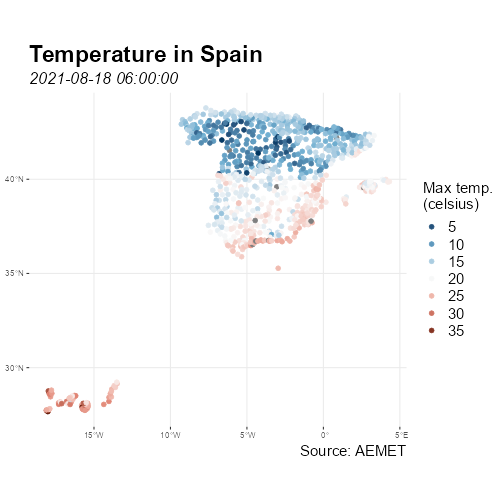 Temperature in Spain
2021-08-18 06:00:00
40°N
35°N
30°N
15°W
10°W
5°W
0°
5°E
Max temp.
(celsius)
5
10
15
20
25
30
35
Source: AEMET